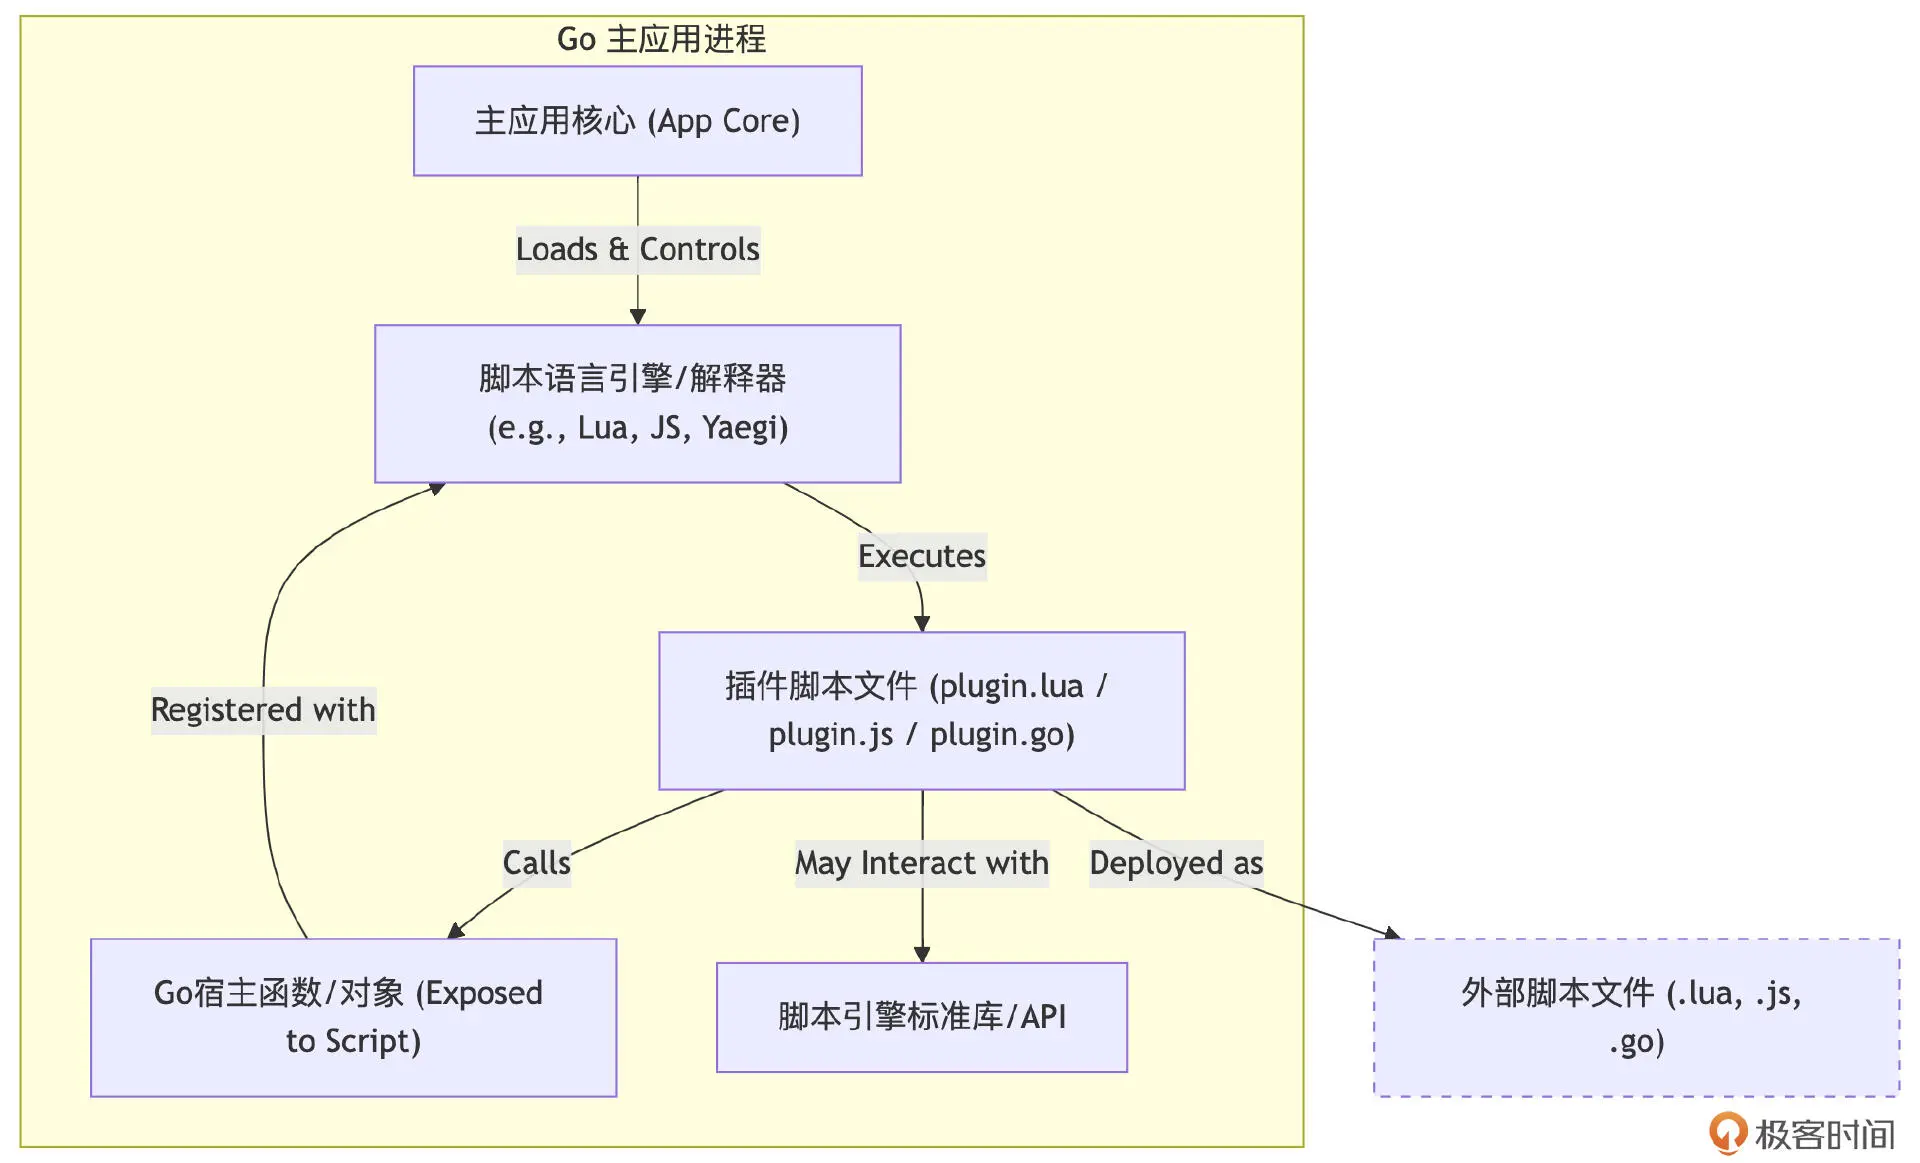 Go 主应用进程
主应用核心 (App Core)
Loads & Controls
脚本语言引擎/解释器
(e.g., Lua, JS, Yaegi)
Executes
插件脚本文件 (plugin.lua /
plugin.js / plugin.go)
Registered with
Calls
May Interact with
Deployed as
Go宿主函数/对象 (Exposed
to Script)
脚本引擎标准库/API
外部脚本文件 (.lua, .js,
.go)
极客时间